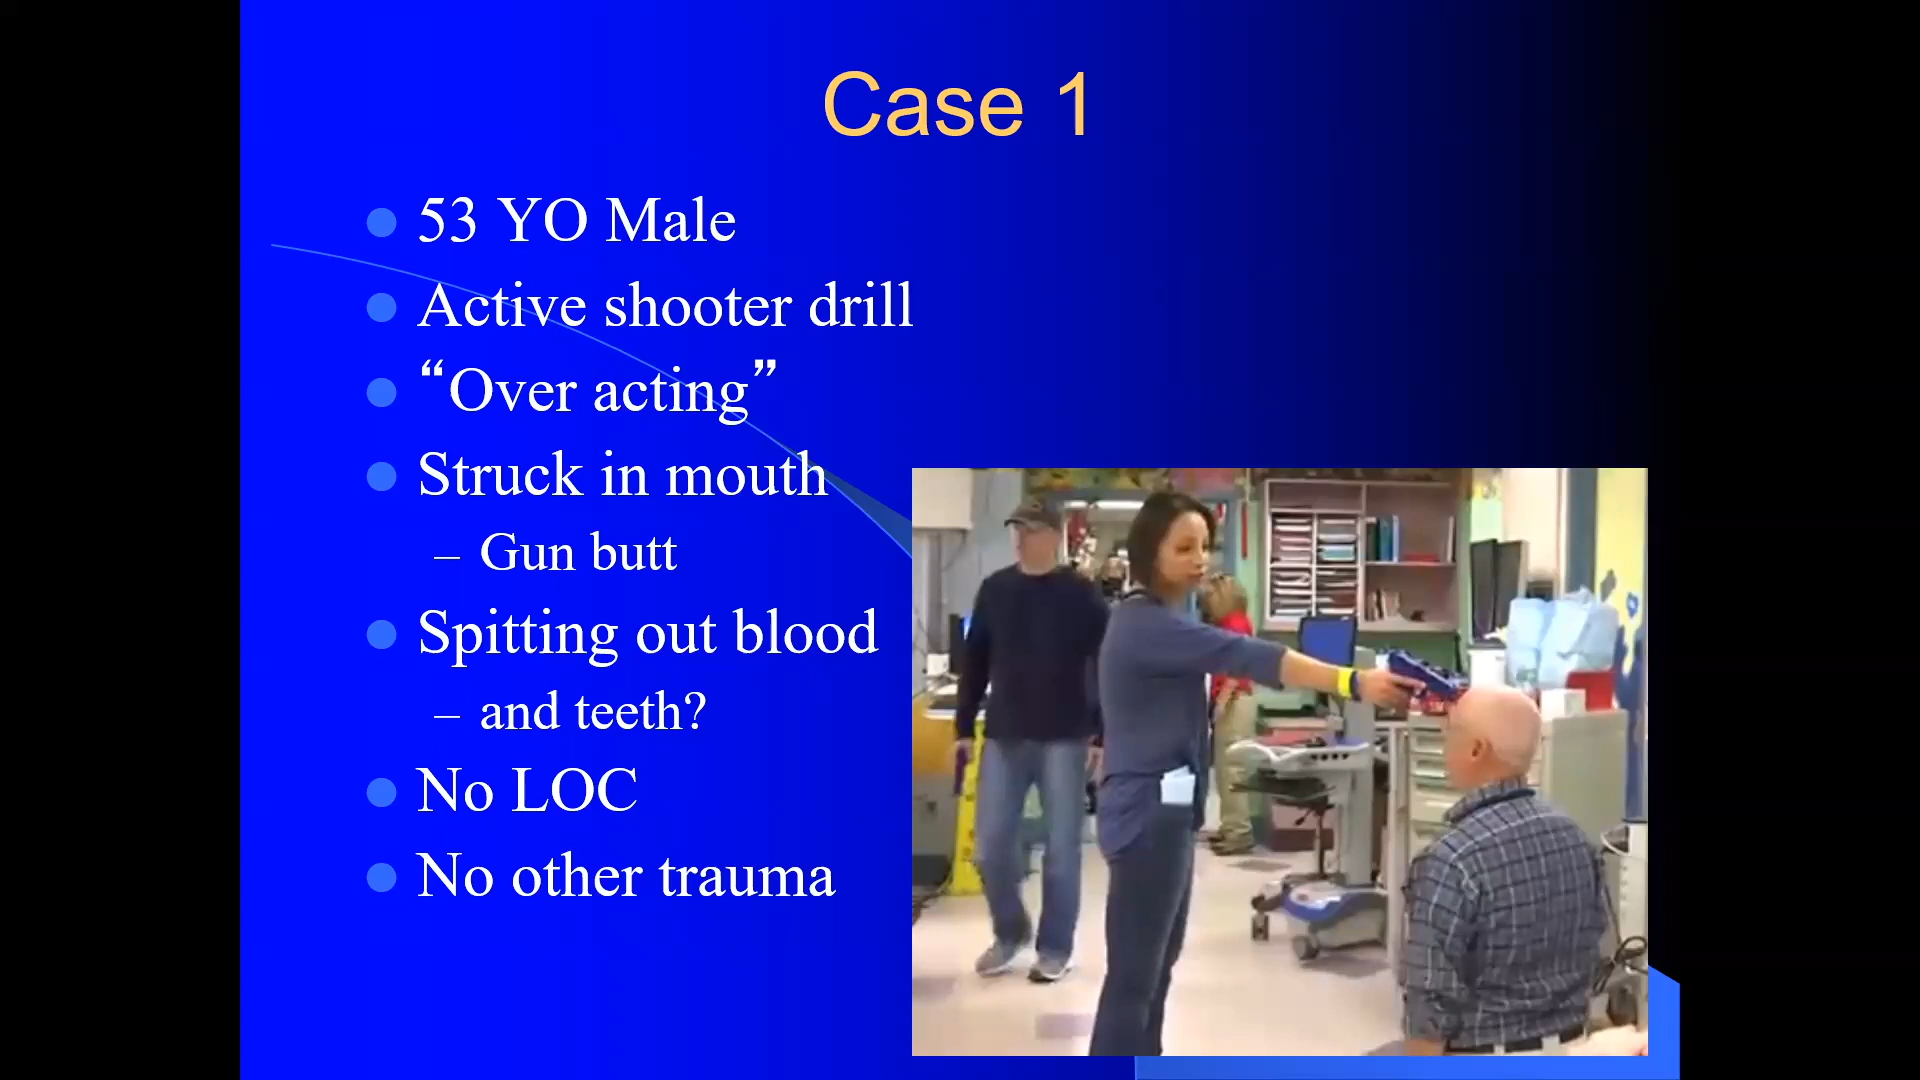 Case 1
53 YO Male
Active shooter drill
“Over acting”
Struck in mouth
– Gun butt
Spitting out blood
– and teeth?
No LOC
No other trauma